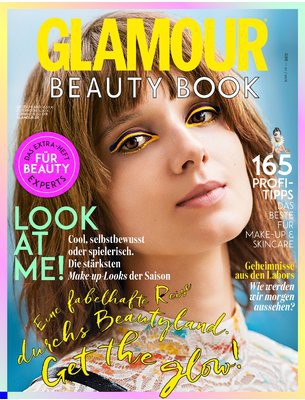 GLAMOUR
BEAUTY BOOK
DAS EXTRA-HEFT
FÜR
BEAUTY
EXPERTS
LOOK
AT
ME!
Cool, selbstbewusst
oder spielerisch.
Die stärksten
Make-up-Looks der Saison
165
PROFI-
TIPPS
DAS
BESTE
FÜR
MAKE-UP &
SKINCARE
Geheimnisse
aus den Labors
Wie werden
wir morgen
aussehen?
Eine fabelhafte Reise
durchs Beautyland.
Get the glow!